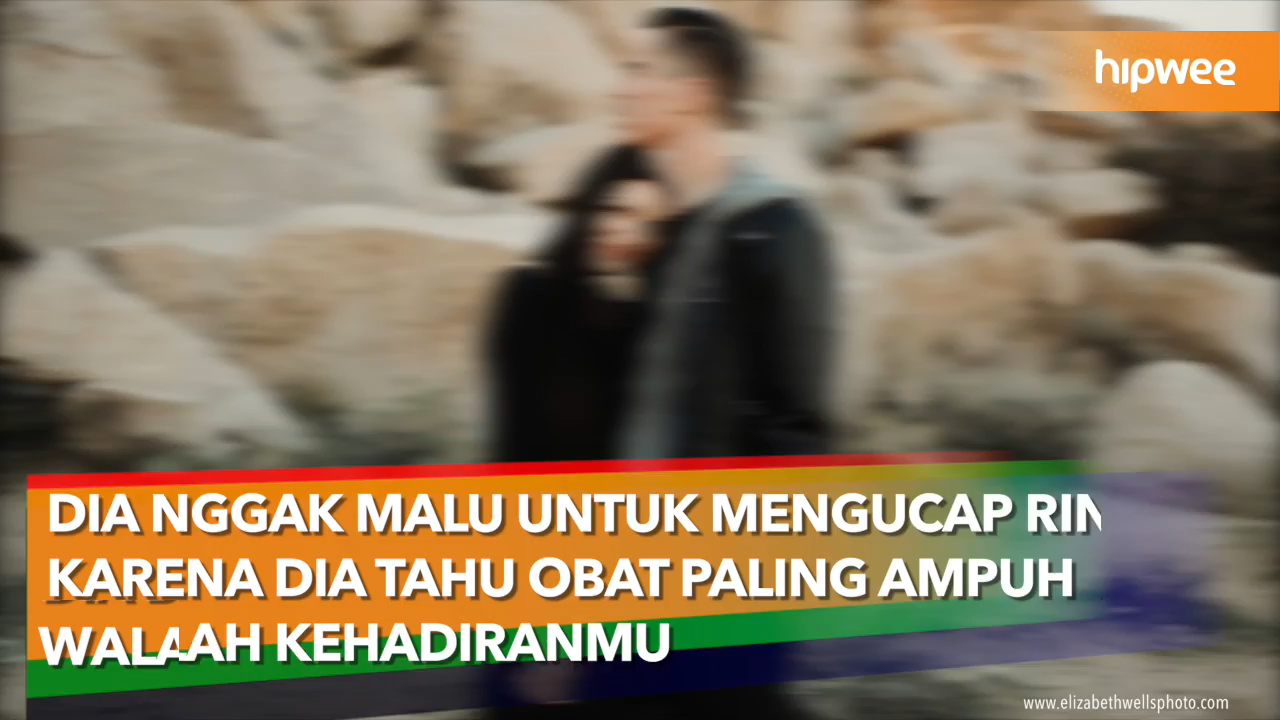 hipwee
DIA NGGAK MALU UNTUK MENGUCAP
KARENA DIA TAHU OBAT PALING AMPUH
KEHADIRANMU
www.elizabethwellsphoto.com